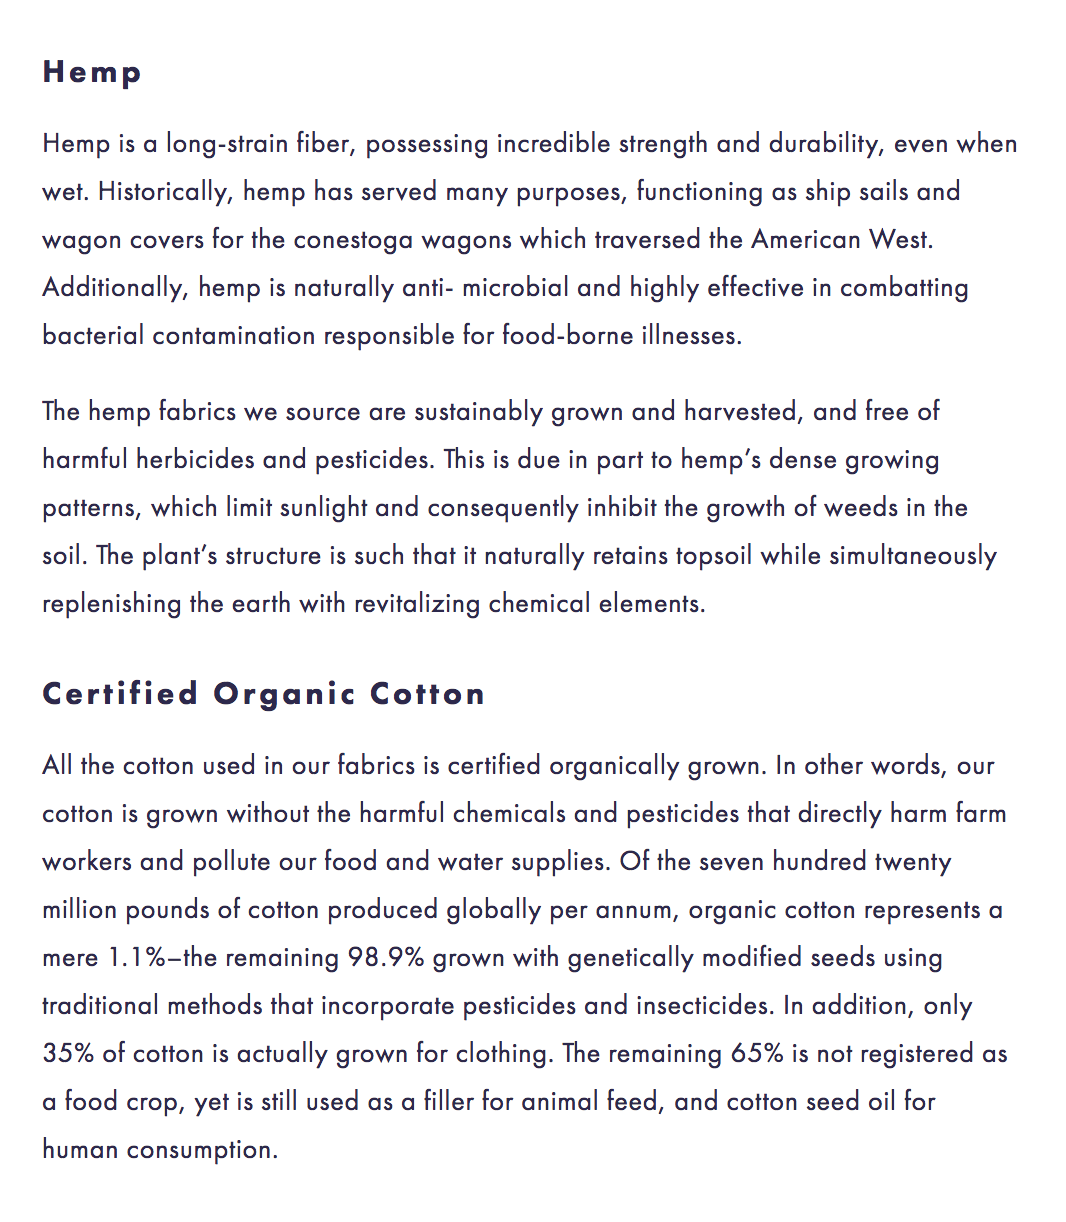 Hemp
Hemp is a long-strain fiber, possessing incredible strength and durability, even when
wet. Historically, hemp has served many purposes, functioning as ship sails and
wagon covers for the conestoga wagons which traversed the American West.
Additionally, hemp is naturally anti- microbial and highly effective in combatting
bacterial contamination responsible for food-borne illnesses.
The hemp fabrics we source are sustainably grown and harvested, and free of
harmful herbicides and pesticides. This is due in part to hemp’s dense growing
patterns, which limit sunlight and consequently inhibit the growth of weeds in the
soil. The plant’s structure is such that it naturally retains topsoil while simultaneously
replenishing the earth with revitalizing chemical elements.
Certified Organic Cotton
All the cotton used in our fabrics is certified organically grown. In other words, our
cotton is grown without the harmful chemicals and pesticides that directly harm farm
workers and pollute our food and water supplies. Of the seven hundred twenty
million pounds of cotton produced globally per annum, organic cotton represents a
mere 1.1%–the remaining 98.9% grown with genetically modified seeds using
traditional methods that incorporate pesticides and insecticides. In addition, only
35% of cotton is actually grown for clothing. The remaining 65% is not registered as
a food crop, yet is still used as a filler for animal feed, and cotton seed oil for
human consumption.